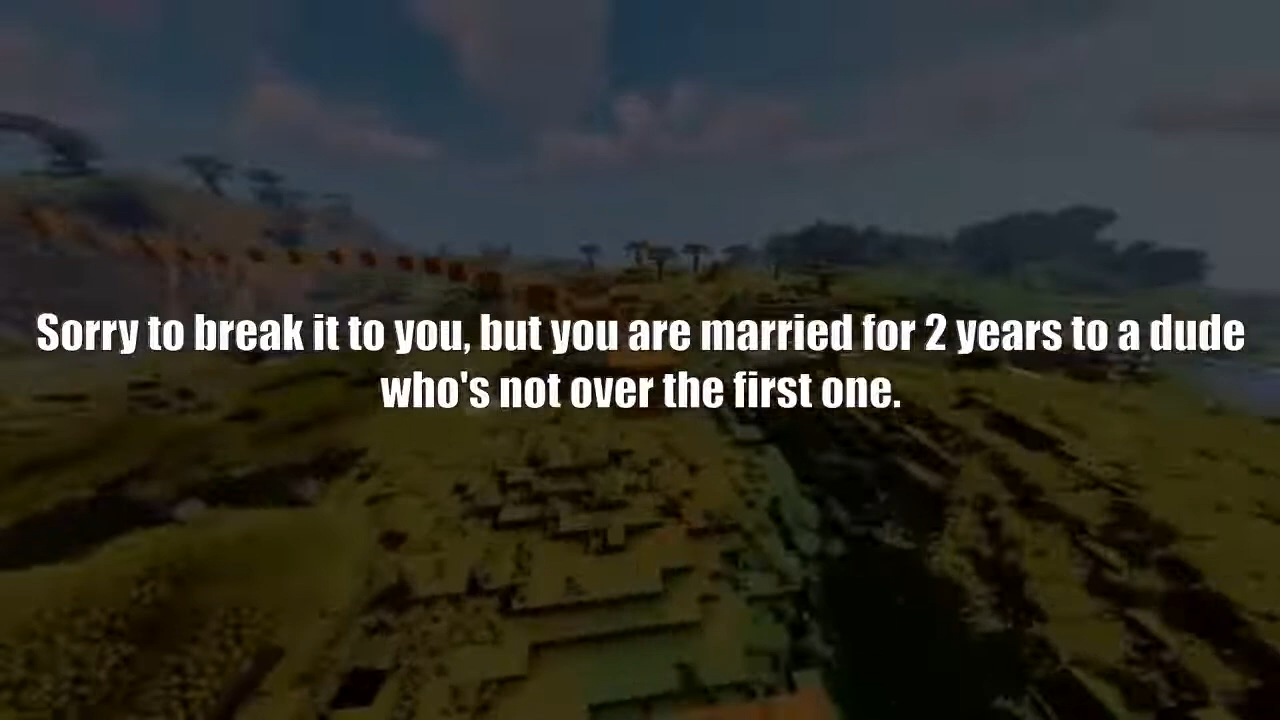 Sorry to break it to you, but you are married for 2 years to a dude
who's not over the first one.